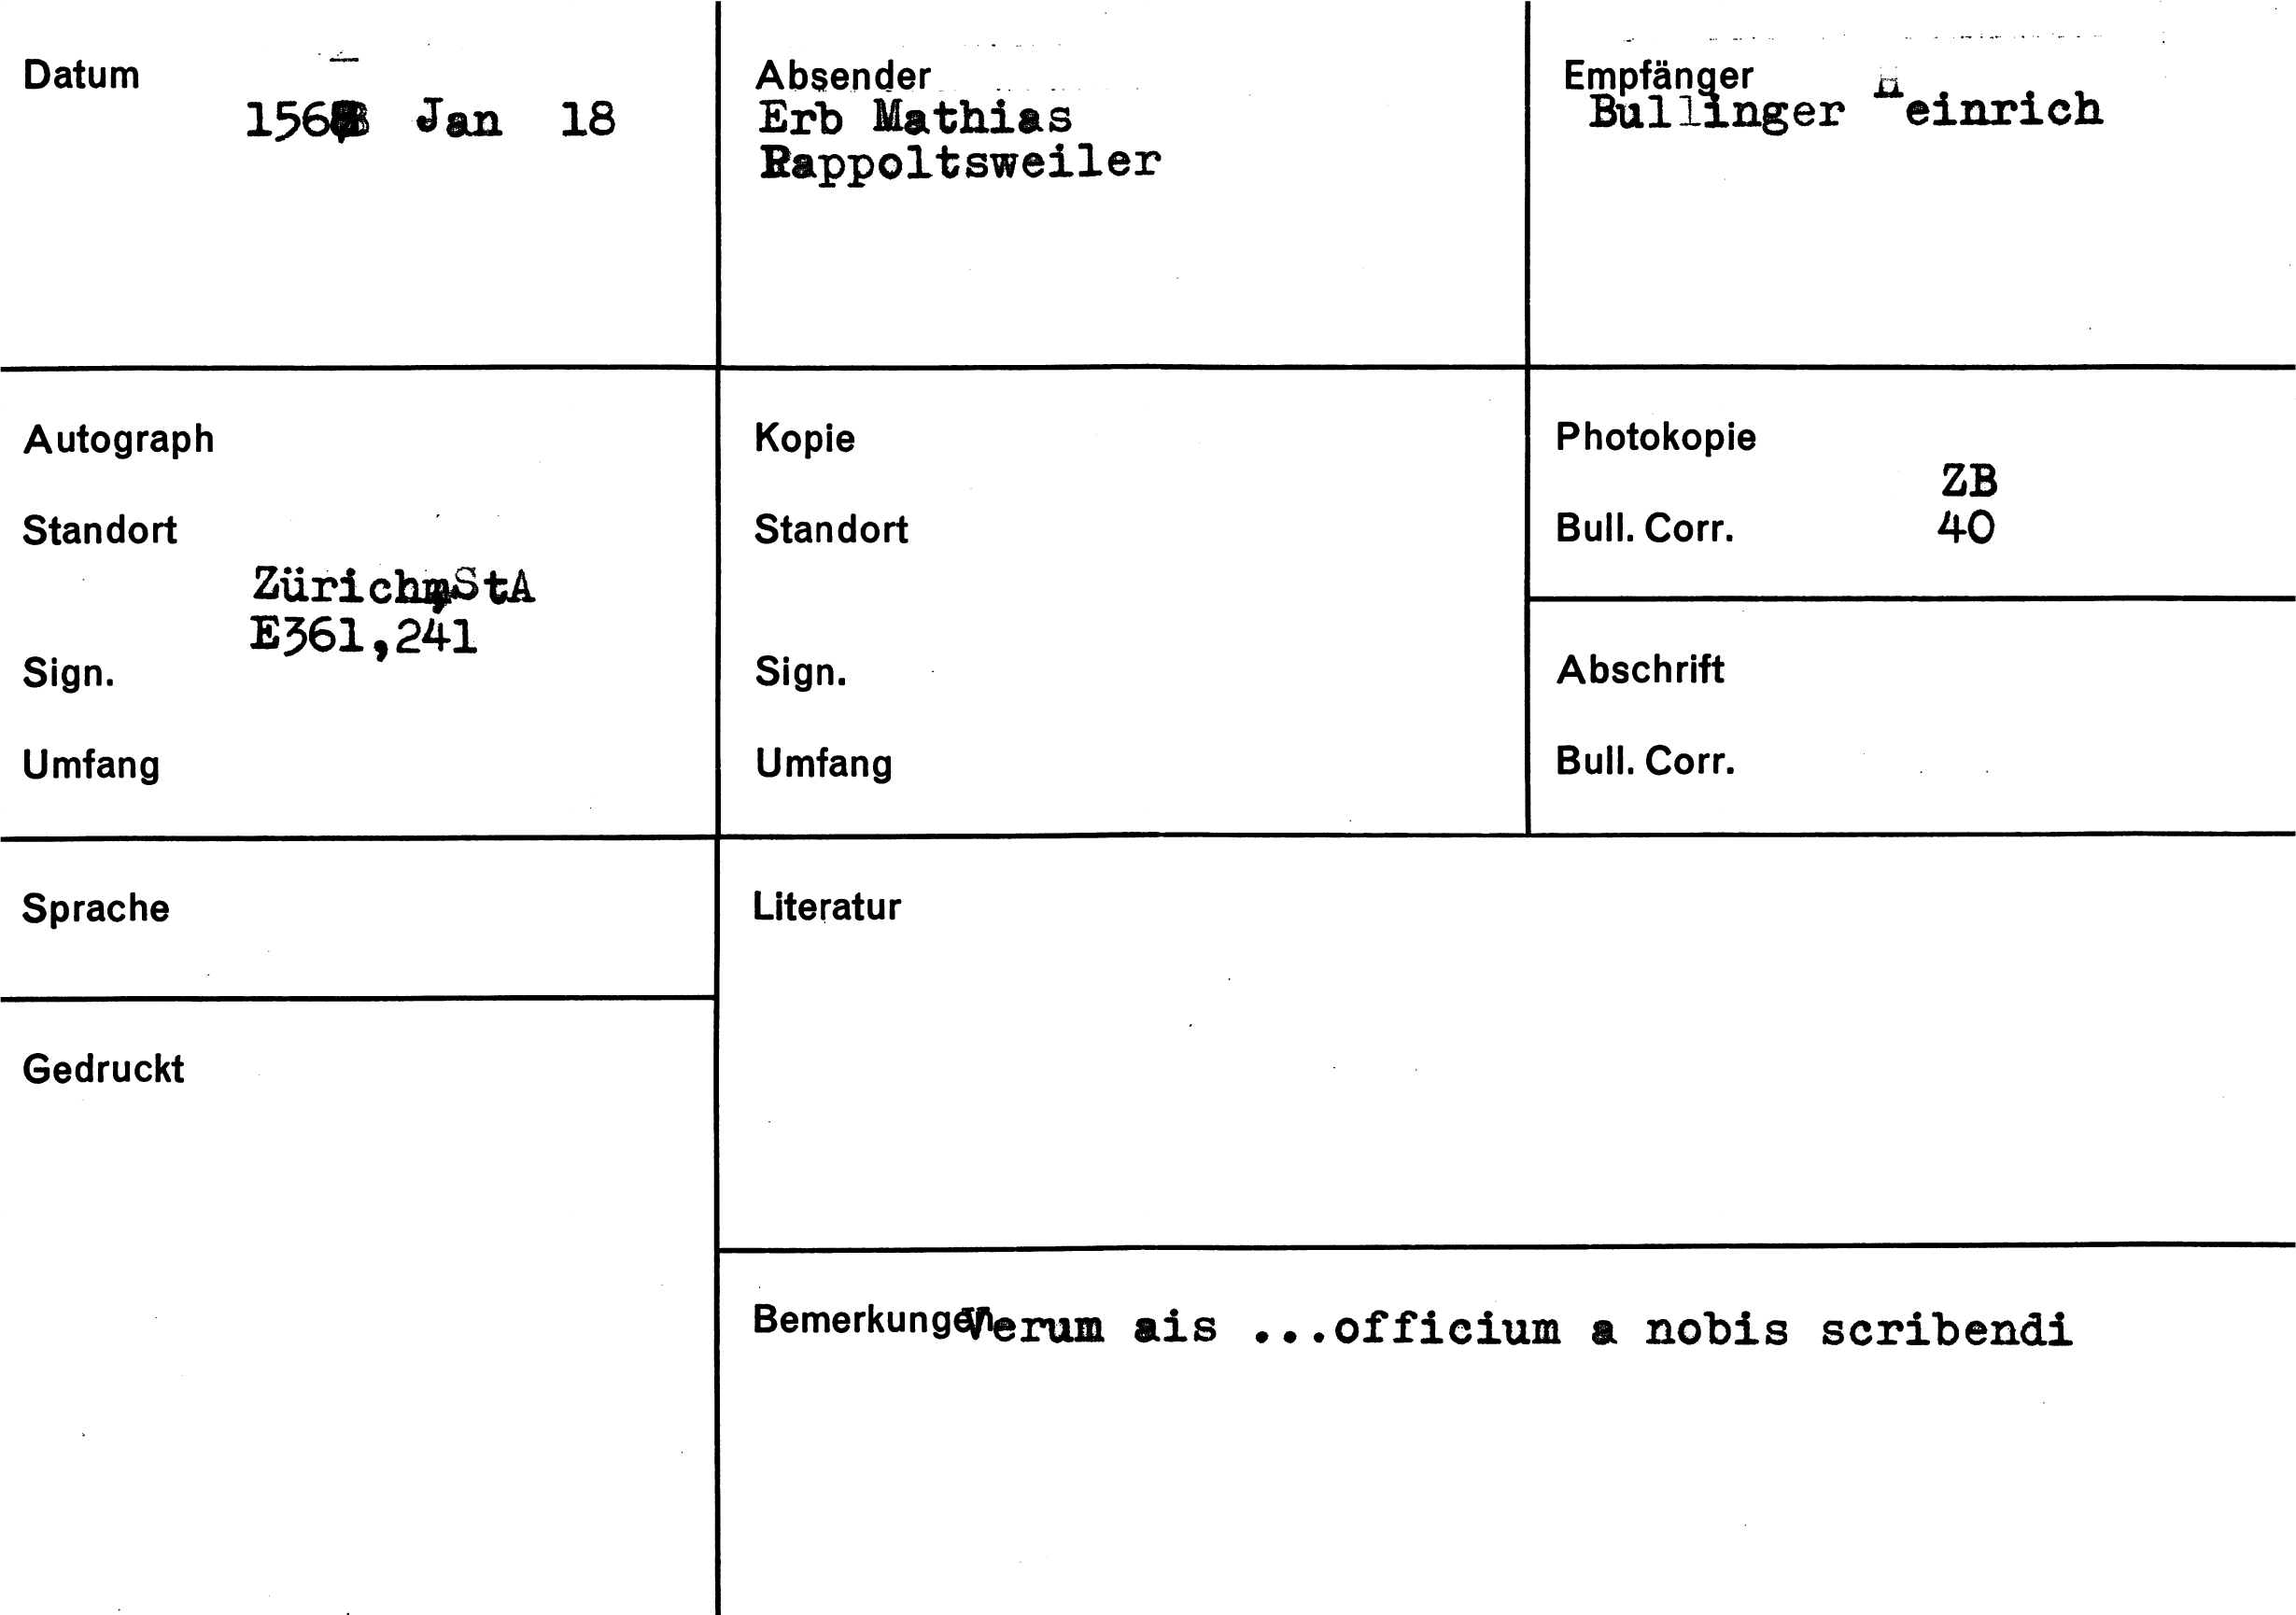 Datum
Jan 18
Absender
Erb Mathias
Rappoltsweiler
Empfänger
Bullinger Heinrich
Autograph
Standort
Zürich, StA
E361,241
Sign.
Umfang
Kopie
Standort
Sign.
Umfang
Photokopie
ZB
Bull. Corr. 40
Abschrift
Bull. Corr.
Sprache
Literatur
Gedruckt
Bemerkungen Verum ais ...officium a nobis scribendi